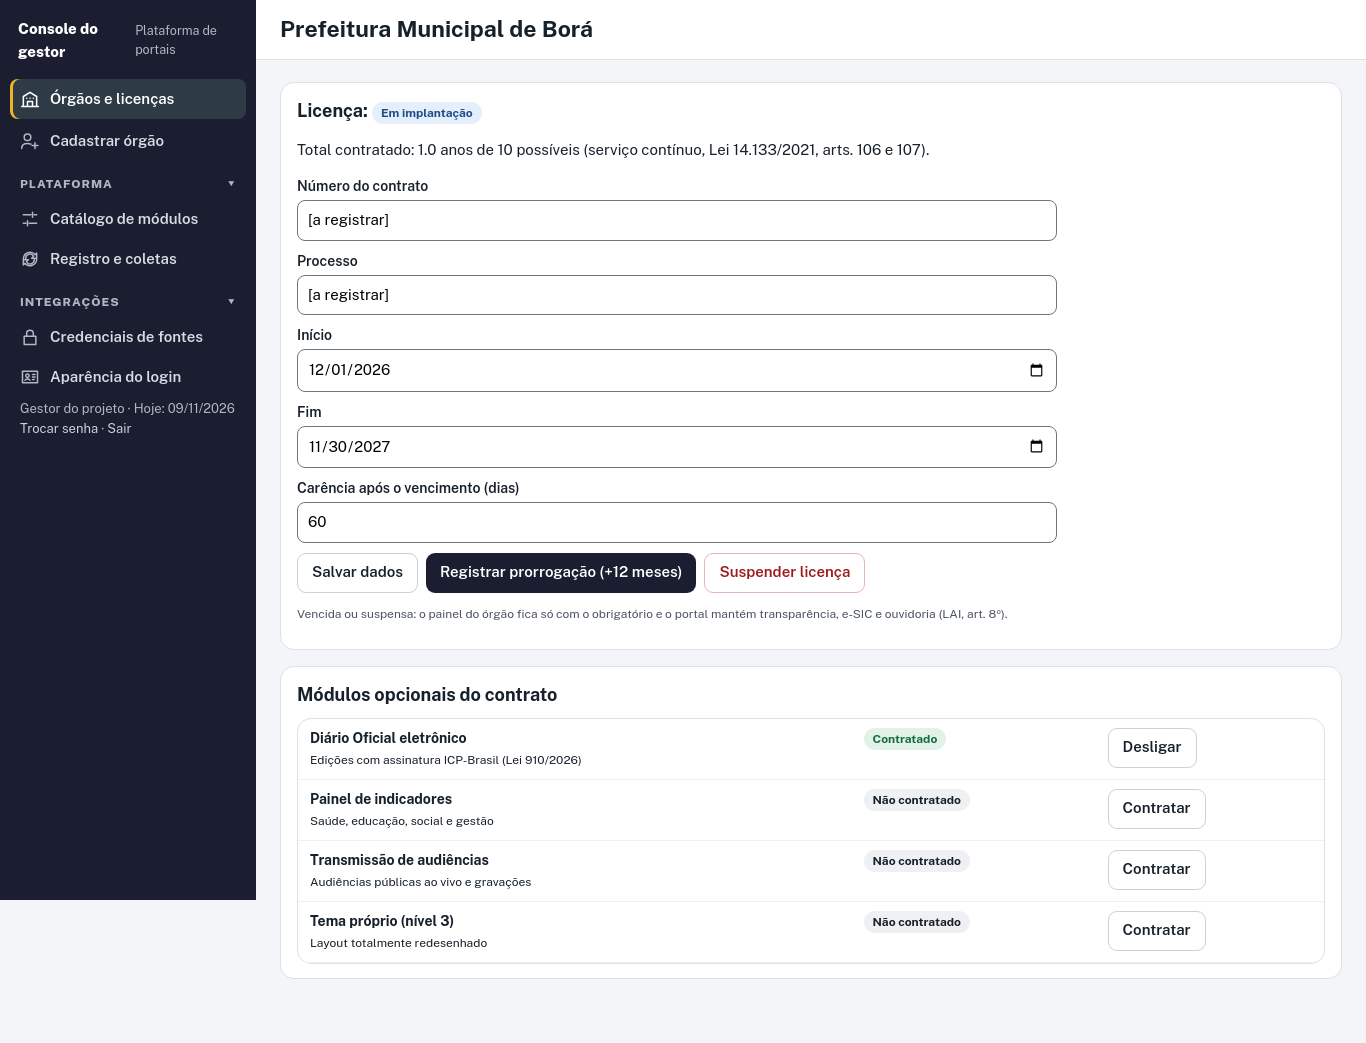 Console do gestor
Plataforma de portais
Órgãos e licenças
Cadastrar órgão
PLATAFORMA ▼
Catálogo de módulos
Registro e coletas
INTEGRAÇÕES ▼
Credenciais de fontes
Aparência do login
Gestor do projeto · Hoje: 09/11/2026
Trocar senha · Sair
Prefeitura Municipal de Borá
Licença: Em implantação
Total contratado: 1.0 anos de 10 possíveis (serviço contínuo, Lei 14.133/2021, arts. 106 e 107).
Número do contrato
[a registrar]
Processo
[a registrar]
Início
12/01/2026
Fim
11/30/2027
Carência após o vencimento (dias)
60
Salvar dados
Registrar prorrogação (+12 meses)
Suspender licença
Vencida ou suspensa: o painel do órgão fica só com o obrigatório e o portal mantém transparência, e-SIC e ouvidoria (LAI, art. 8º).
Módulos opcionais do contrato
Diário Oficial eletrônico
Edições com assinatura ICP-Brasil (Lei 910/2026)
Contratado
Desligar
Painel de indicadores
Saúde, educação, social e gestão
Não contratado
Contratar
Transmissão de audiências
Audiências públicas ao vivo e gravações
Não contratado
Contratar
Tema próprio (nível 3)
Layout totalmente redesenhado
Não contratado
Contratar